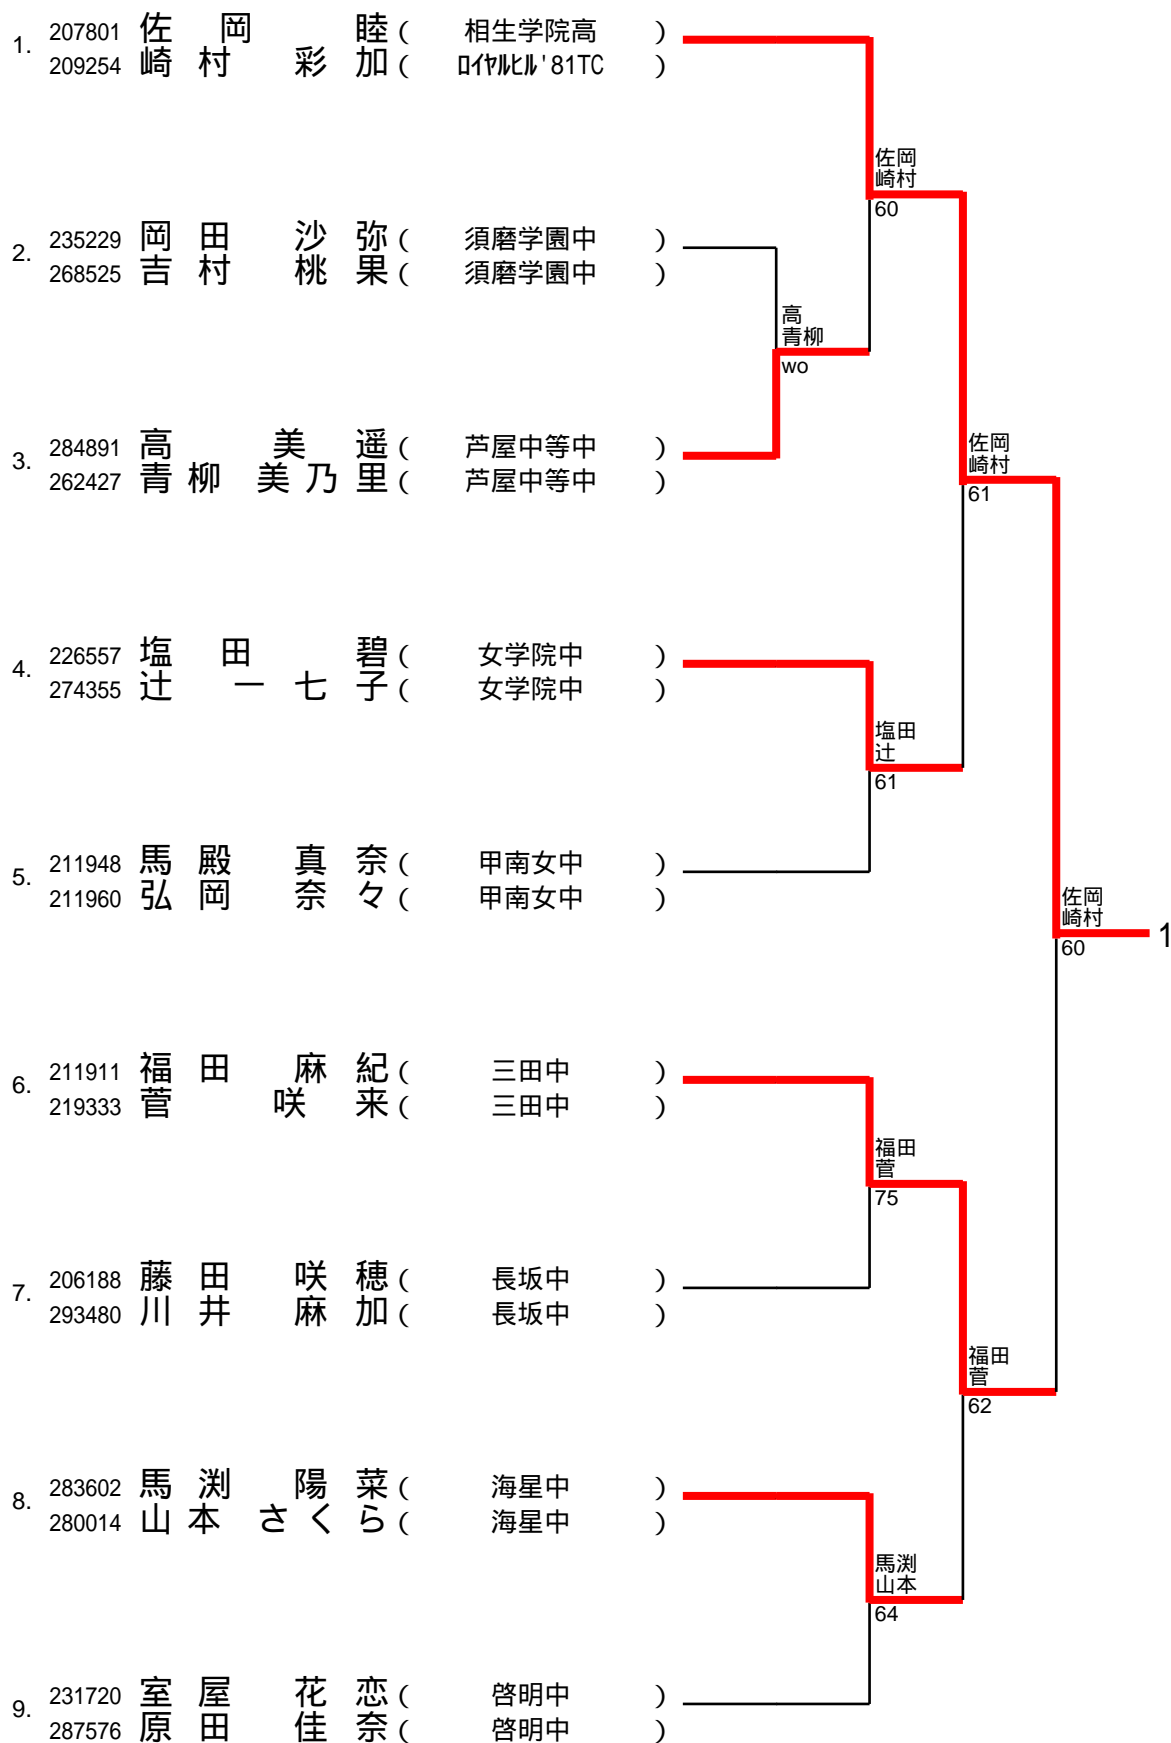 1. 207801 佐岡 睦 ( 相生学院高 )
209254 崎村 彩加 ( ロイヤルヒル'81TC )
佐岡
崎村
60
2. 235229 岡田 沙弥 ( 須磨学園中 )
268525 吉村 桃果 ( 須磨学園中 )
高
青柳
wo
3. 284891 高 美遥 ( 芦屋中等中 )
262427 青柳 美乃里 ( 芦屋中等中 )
佐岡
崎村
61
4. 226557 塩田 碧 ( 女学院中 )
274355 辻 一七子 ( 女学院中 )
塩田
辻
61
5. 211948 馬殿 真奈 ( 甲南女中 )
211960 弘岡 奈々 ( 甲南女中 )
佐岡
崎村
60
1
6. 211911 福田 麻紀 ( 三田中 )
219333 菅 咲来 ( 三田中 )
福田
菅
75
7. 206188 藤田 咲穂 ( 長坂中 )
293480 川井 麻加 ( 長坂中 )
福田
菅
62
8. 283602 馬渕 陽菜 ( 海星中 )
280014 山本 さくら ( 海星中 )
馬渕
山本
64
9. 231720 室屋 花恋 ( 啓明中 )
287576 原田 佳奈 ( 啓明中 )